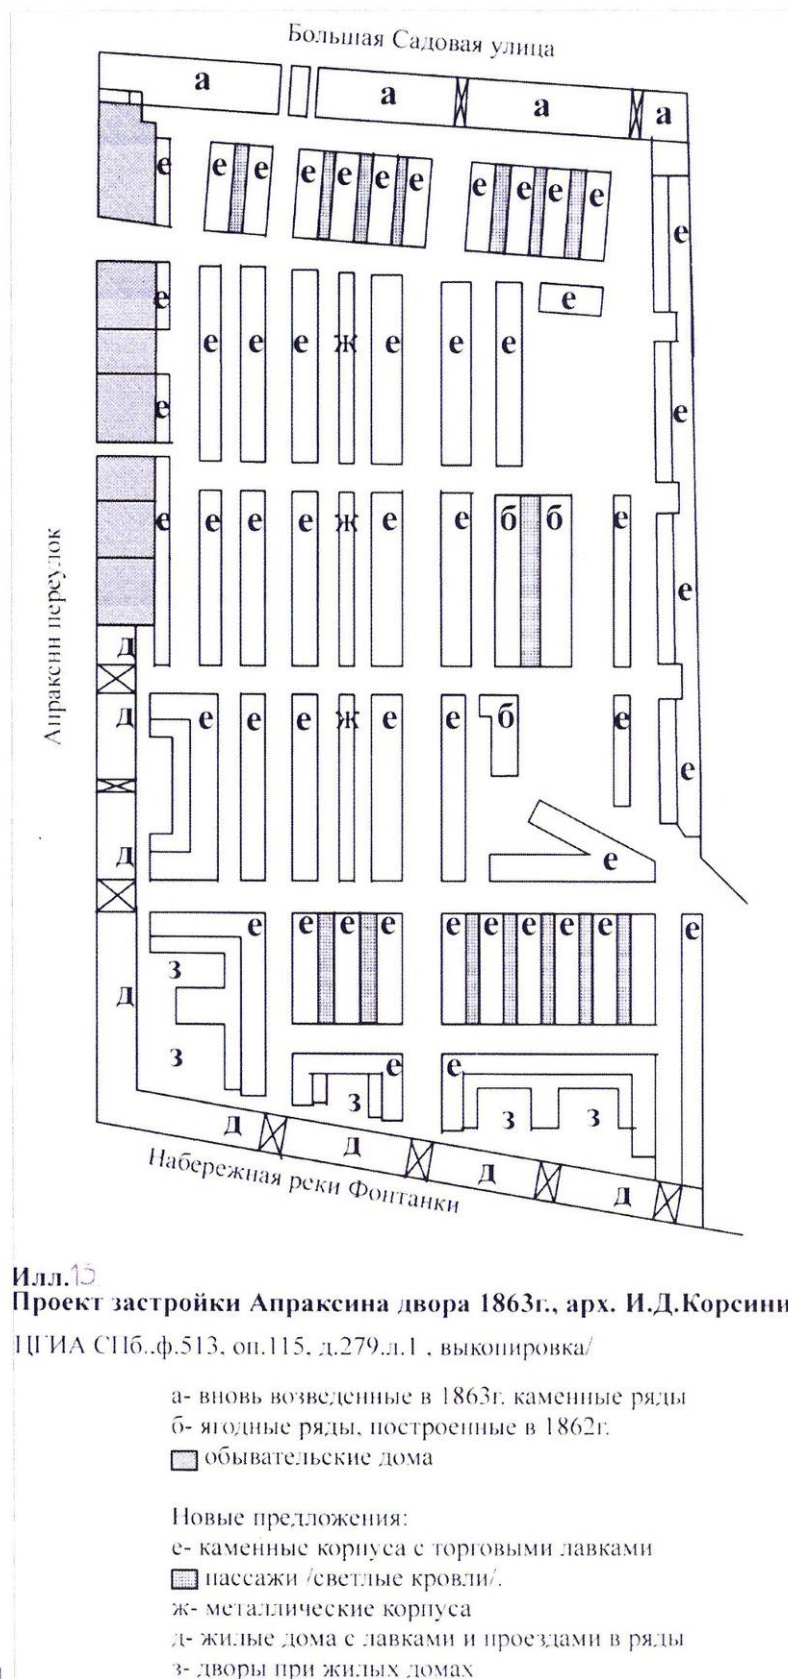 Большая Садовая улица
а а а а
е е е е е е е е е е е
е
е е
е е е ж е е е
е
е
е е е е ж е е б б е
е
д
д е е е е ж е е б е
е
д е
е е е е е е е е е е
з
д
з
е е
з з з
д д д д
Апраксин переулок
Набережная реки Фонтанки
Илл.13
Проект застройки Апраксина двора 1863г., арх. И.Д.Корсини
ЦГИА СПб..ф.513, оп.115, д.279.л.1 , выкопировка/
а- вновь возведенные в 1863г. каменные ряды
б- ягодные ряды, построенные в 1862г.
обывательские дома
Новые предложения:
е- каменные корпуса с торговыми лавками
пассажи /светлые кровли/.
ж- металлические корпуса
д- жилые дома с лавками и проездами в ряды
з- дворы при жилых домах